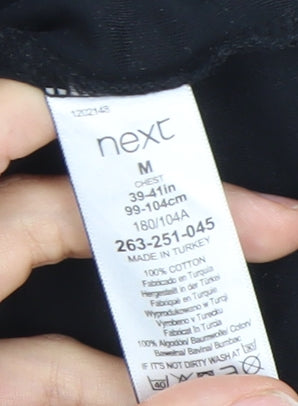 1202143
next
M
CHEST
39-41in
99-104cm
180/104A
263-251-045
MADE IN TURKEY
100% COTTON
Fabricado en Turquía
Hergestellt in der Türkei
Fabriqué en Turquie
Wyprodukowano w Turcji
Vyrobeno v Turecku
Fabricat în Turcia
100% Algodón/ Baumwolle/ Coton/
Bawełna/ Bavlna/ Bumbac
IF IT'S NOT DIRTY WASH AT 30
40